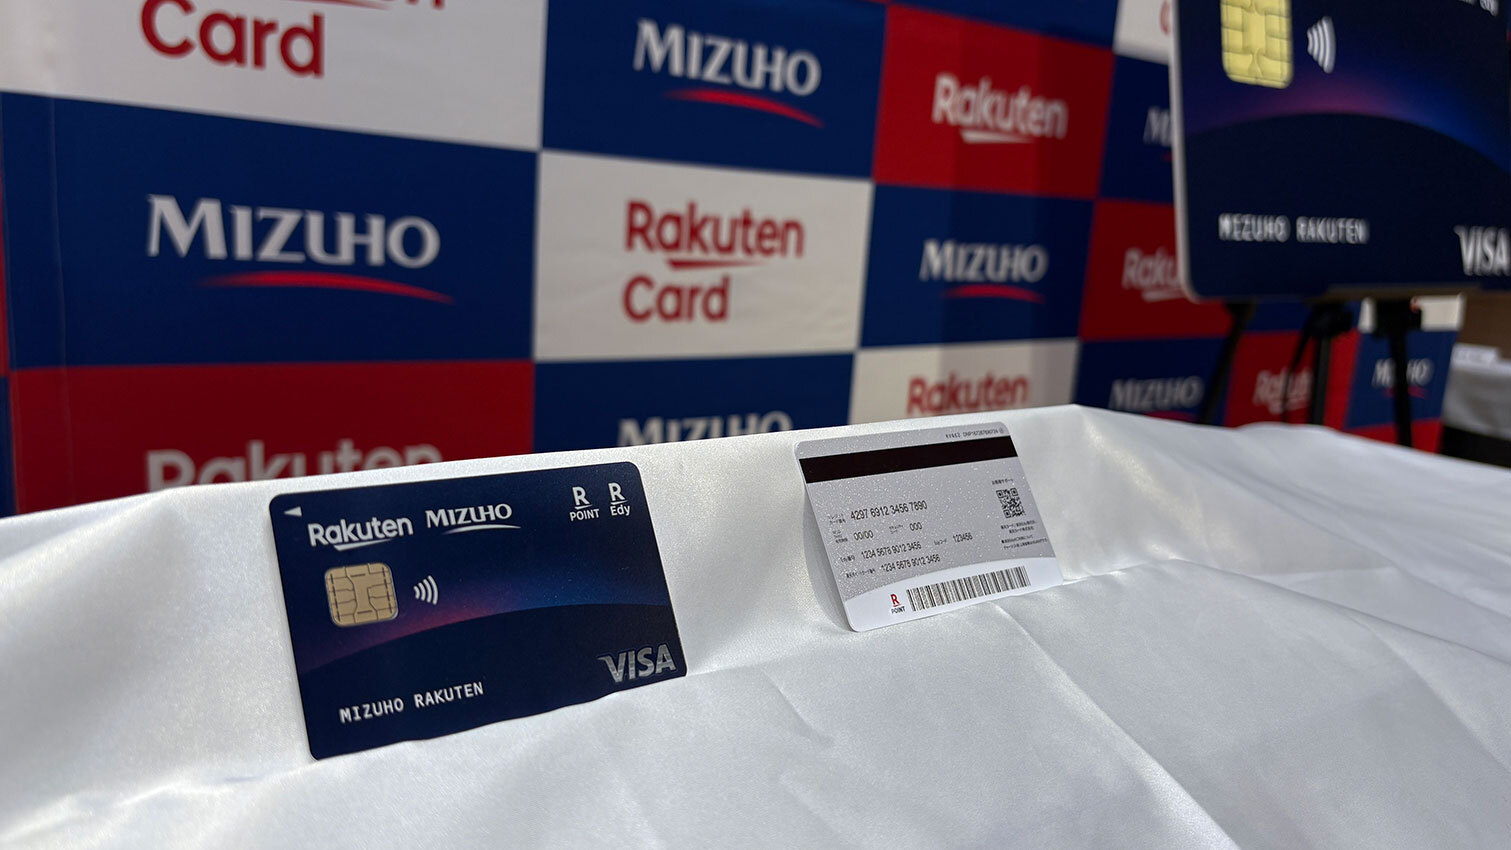 Rakuten
Card
MIZUHO
Rakuten
MIZUHO
Rakuten
Card
MIZUHO
Rakuten
MIZUHO
Rakuten
MIZUHO
Rakuten
MIZUHO
MIZUHO RAKUTEN
VISA
Rakuten MIZUHO
R POINT
R Edy
VISA
MIZUHO RAKUTEN
4297 6912 3456 7890
00/00
000
1234 5678 9012 3456
123456
1234 5678 9012 3456
R POINT